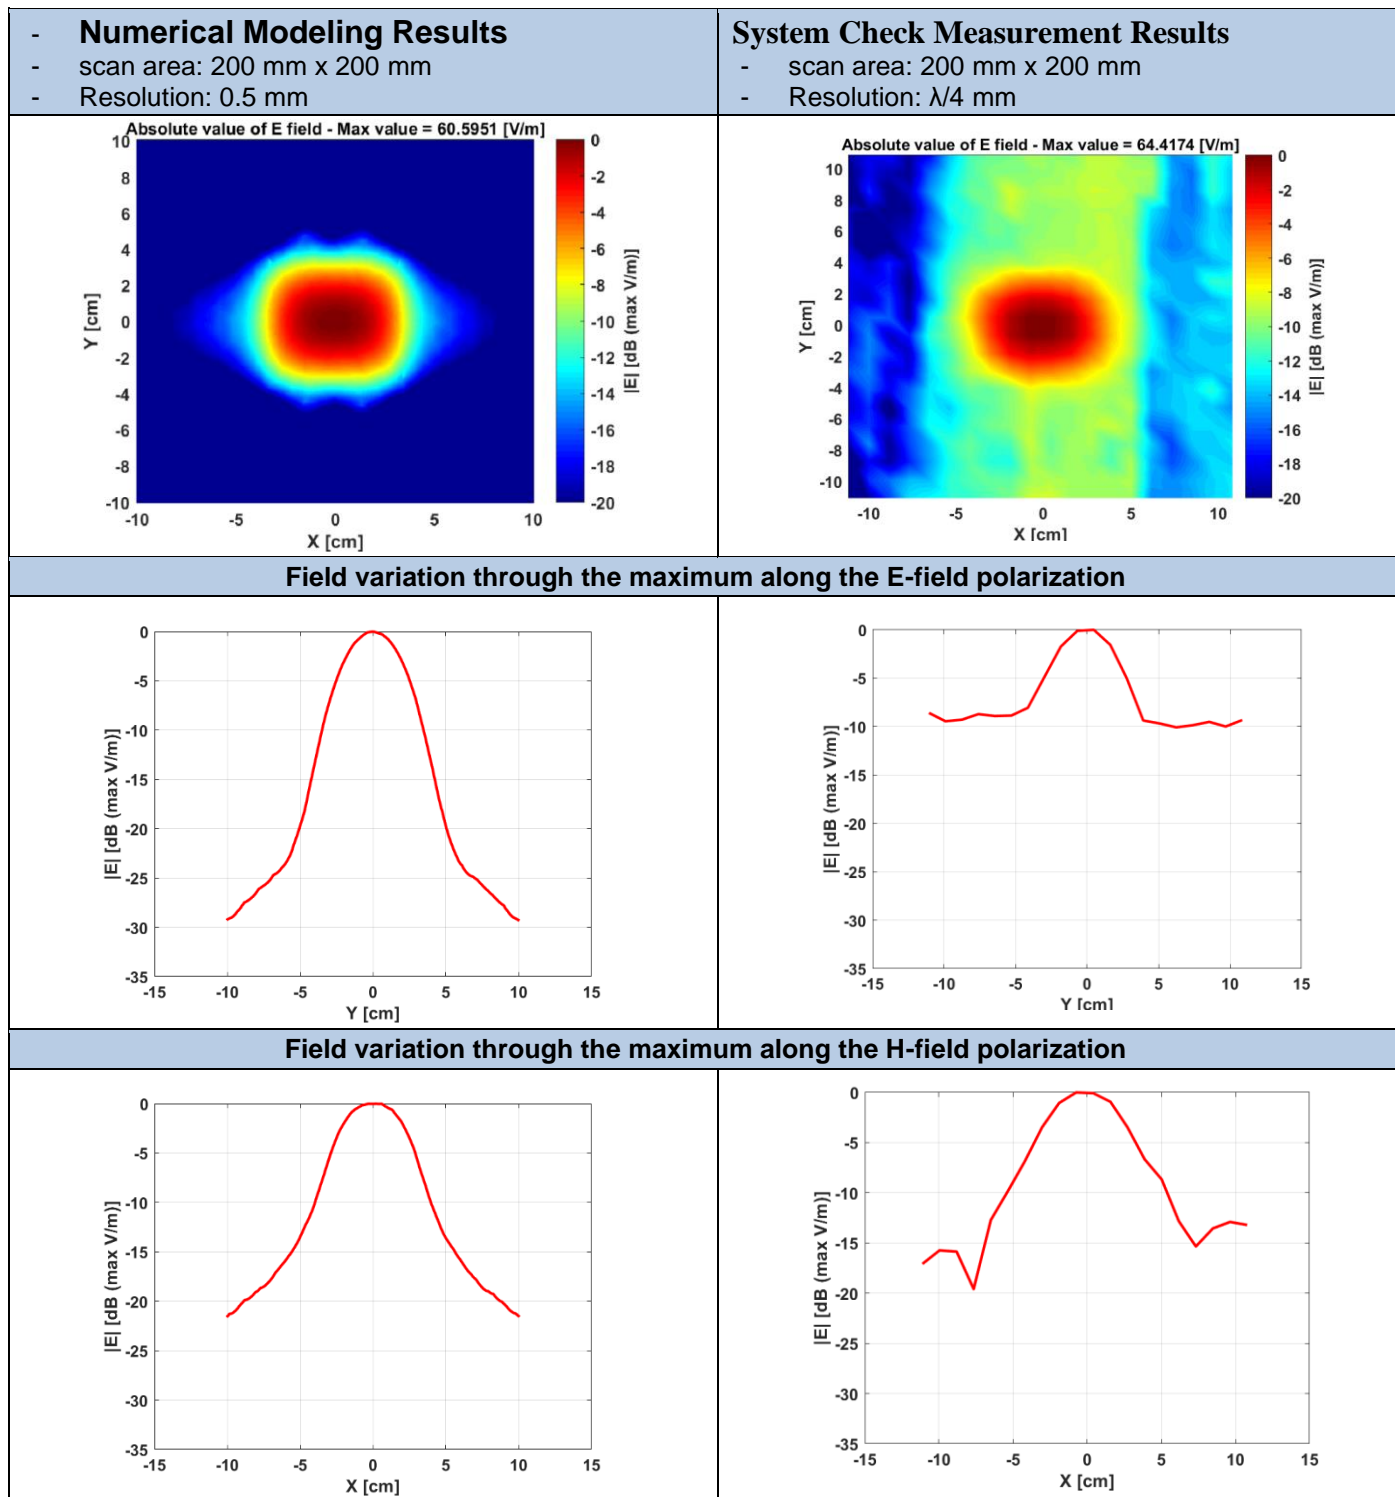 - Numerical Modeling Results
- scan area: 200 mm x 200 mm
- Resolution: 0.5 mm
System Check Measurement Results
- scan area: 200 mm x 200 mm
- Resolution: λ/4 mm
Absolute value of E field - Max value = 60.5951 [V/m]
10
8
6
4
2
0
-2
-4
-6
-8
-10
Y [cm]
-10 -5 0 5 10
X [cm]
0
-2
-4
-6
-8
-10
-12
-14
-16
-18
-20
|E| [dB (max V/m)]
Absolute value of E field - Max value = 64.4174 [V/m]
10
8
6
4
2
0
-2
-4
-6
-8
-10
Y [cm]
-10 -5 0 5 10
X [cm]
0
-2
-4
-6
-8
-10
-12
-14
-16
-18
-20
|E| [dB (max V/m)]
Field variation through the maximum along the E-field polarization
0
-5
-10
-15
-20
-25
-30
-35
|E| [dB (max V/m)]
-15 -10 -5 0 5 10 15
Y [cm]
0
-5
-10
-15
-20
-25
-30
-35
|E| [dB (max V/m)]
-15 -10 -5 0 5 10 15
Y [cm]
Field variation through the maximum along the H-field polarization
0
-5
-10
-15
-20
-25
-30
-35
|E| [dB (max V/m)]
-15 -10 -5 0 5 10 15
X [cm]
0
-5
-10
-15
-20
-25
-30
-35
|E| [dB (max V/m)]
-15 -10 -5 0 5 10 15
X [cm]